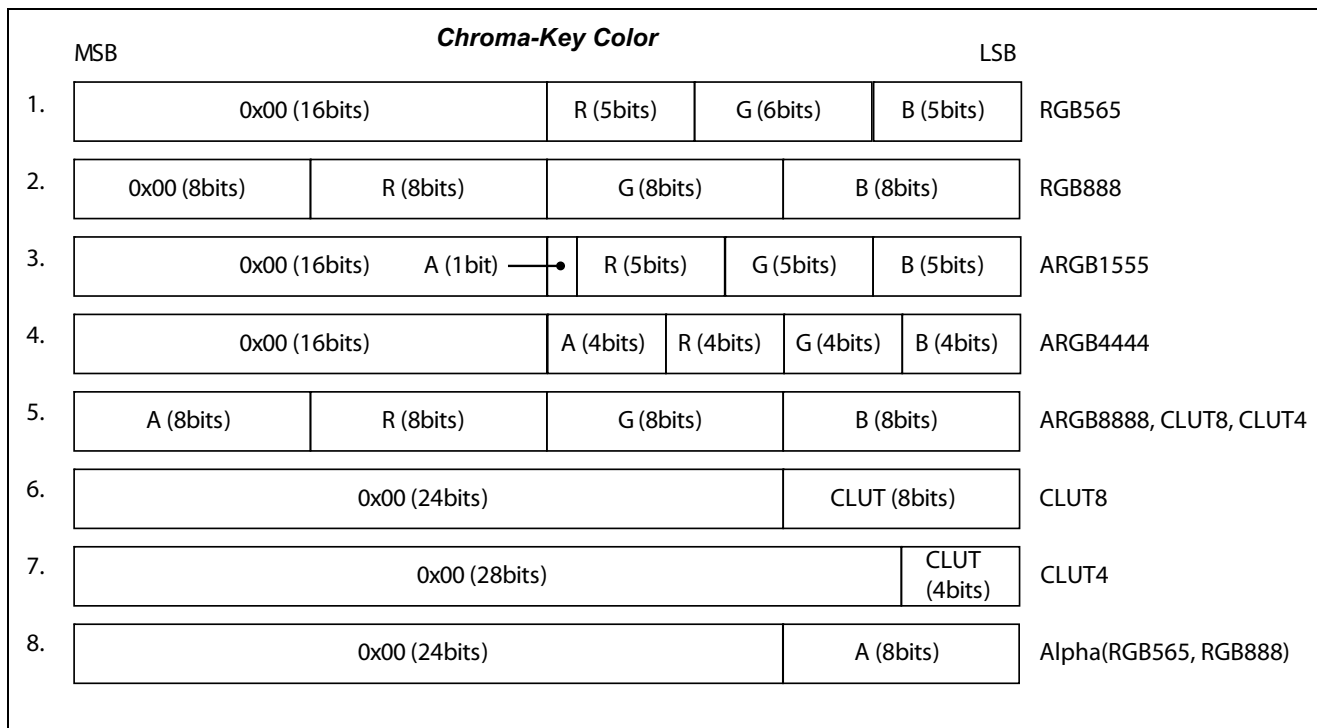 Chroma-Key Color
MSB LSB
1. 0x00 (16bits) R (5bits) G (6bits) B (5bits) RGB565
2. 0x00 (8bits) R (8bits) G (8bits) B (8bits) RGB888
3. 0x00 (16bits) A (1bit) R (5bits) G (5bits) B (5bits) ARGB1555
4. 0x00 (16bits) A (4bits) R (4bits) G (4bits) B (4bits) ARGB4444
5. A (8bits) R (8bits) G (8bits) B (8bits) ARGB8888, CLUT8, CLUT4
6. 0x00 (24bits) CLUT (8bits) CLUT8
7. 0x00 (28bits) CLUT (4bits) CLUT4
8. 0x00 (24bits) A (8bits) Alpha(RGB565, RGB888)